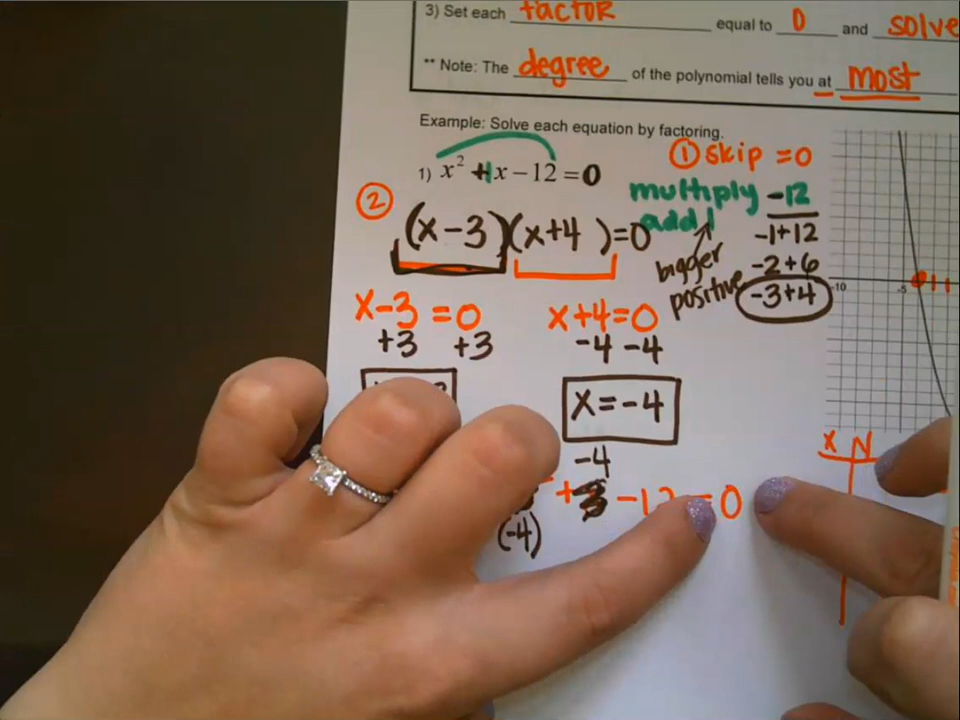 3) Set each factor equal to 0 and solve
** Note: The degree of the polynomial tells you at most
Example: Solve each equation by factoring.
1) x² + 1x - 12 = 0
① skip = 0
multiply -12
add 1
-1+12
-2+6
-3+4
bigger
positive
②
(x-3)(x+4)=0
x-3=0
+3 +3
x+4=0
-4 -4
x=-4
-4
+3 -12=0
(-4)
-10
-5
X